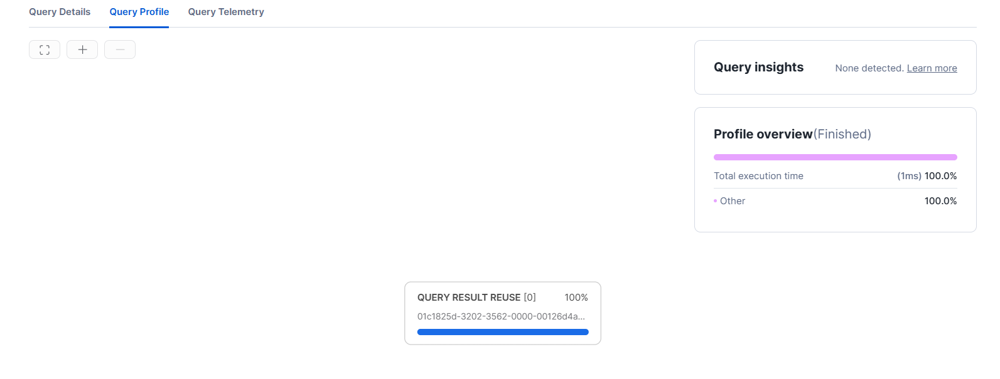 Query Details Query Profile Query Telemetry
Query insights None detected. Learn more
Profile overview(Finished)
Total execution time (1ms) 100.0%
Other 100.0%
QUERY RESULT REUSE [0] 100%
01c1825d-3202-3562-0000-00126d4a...